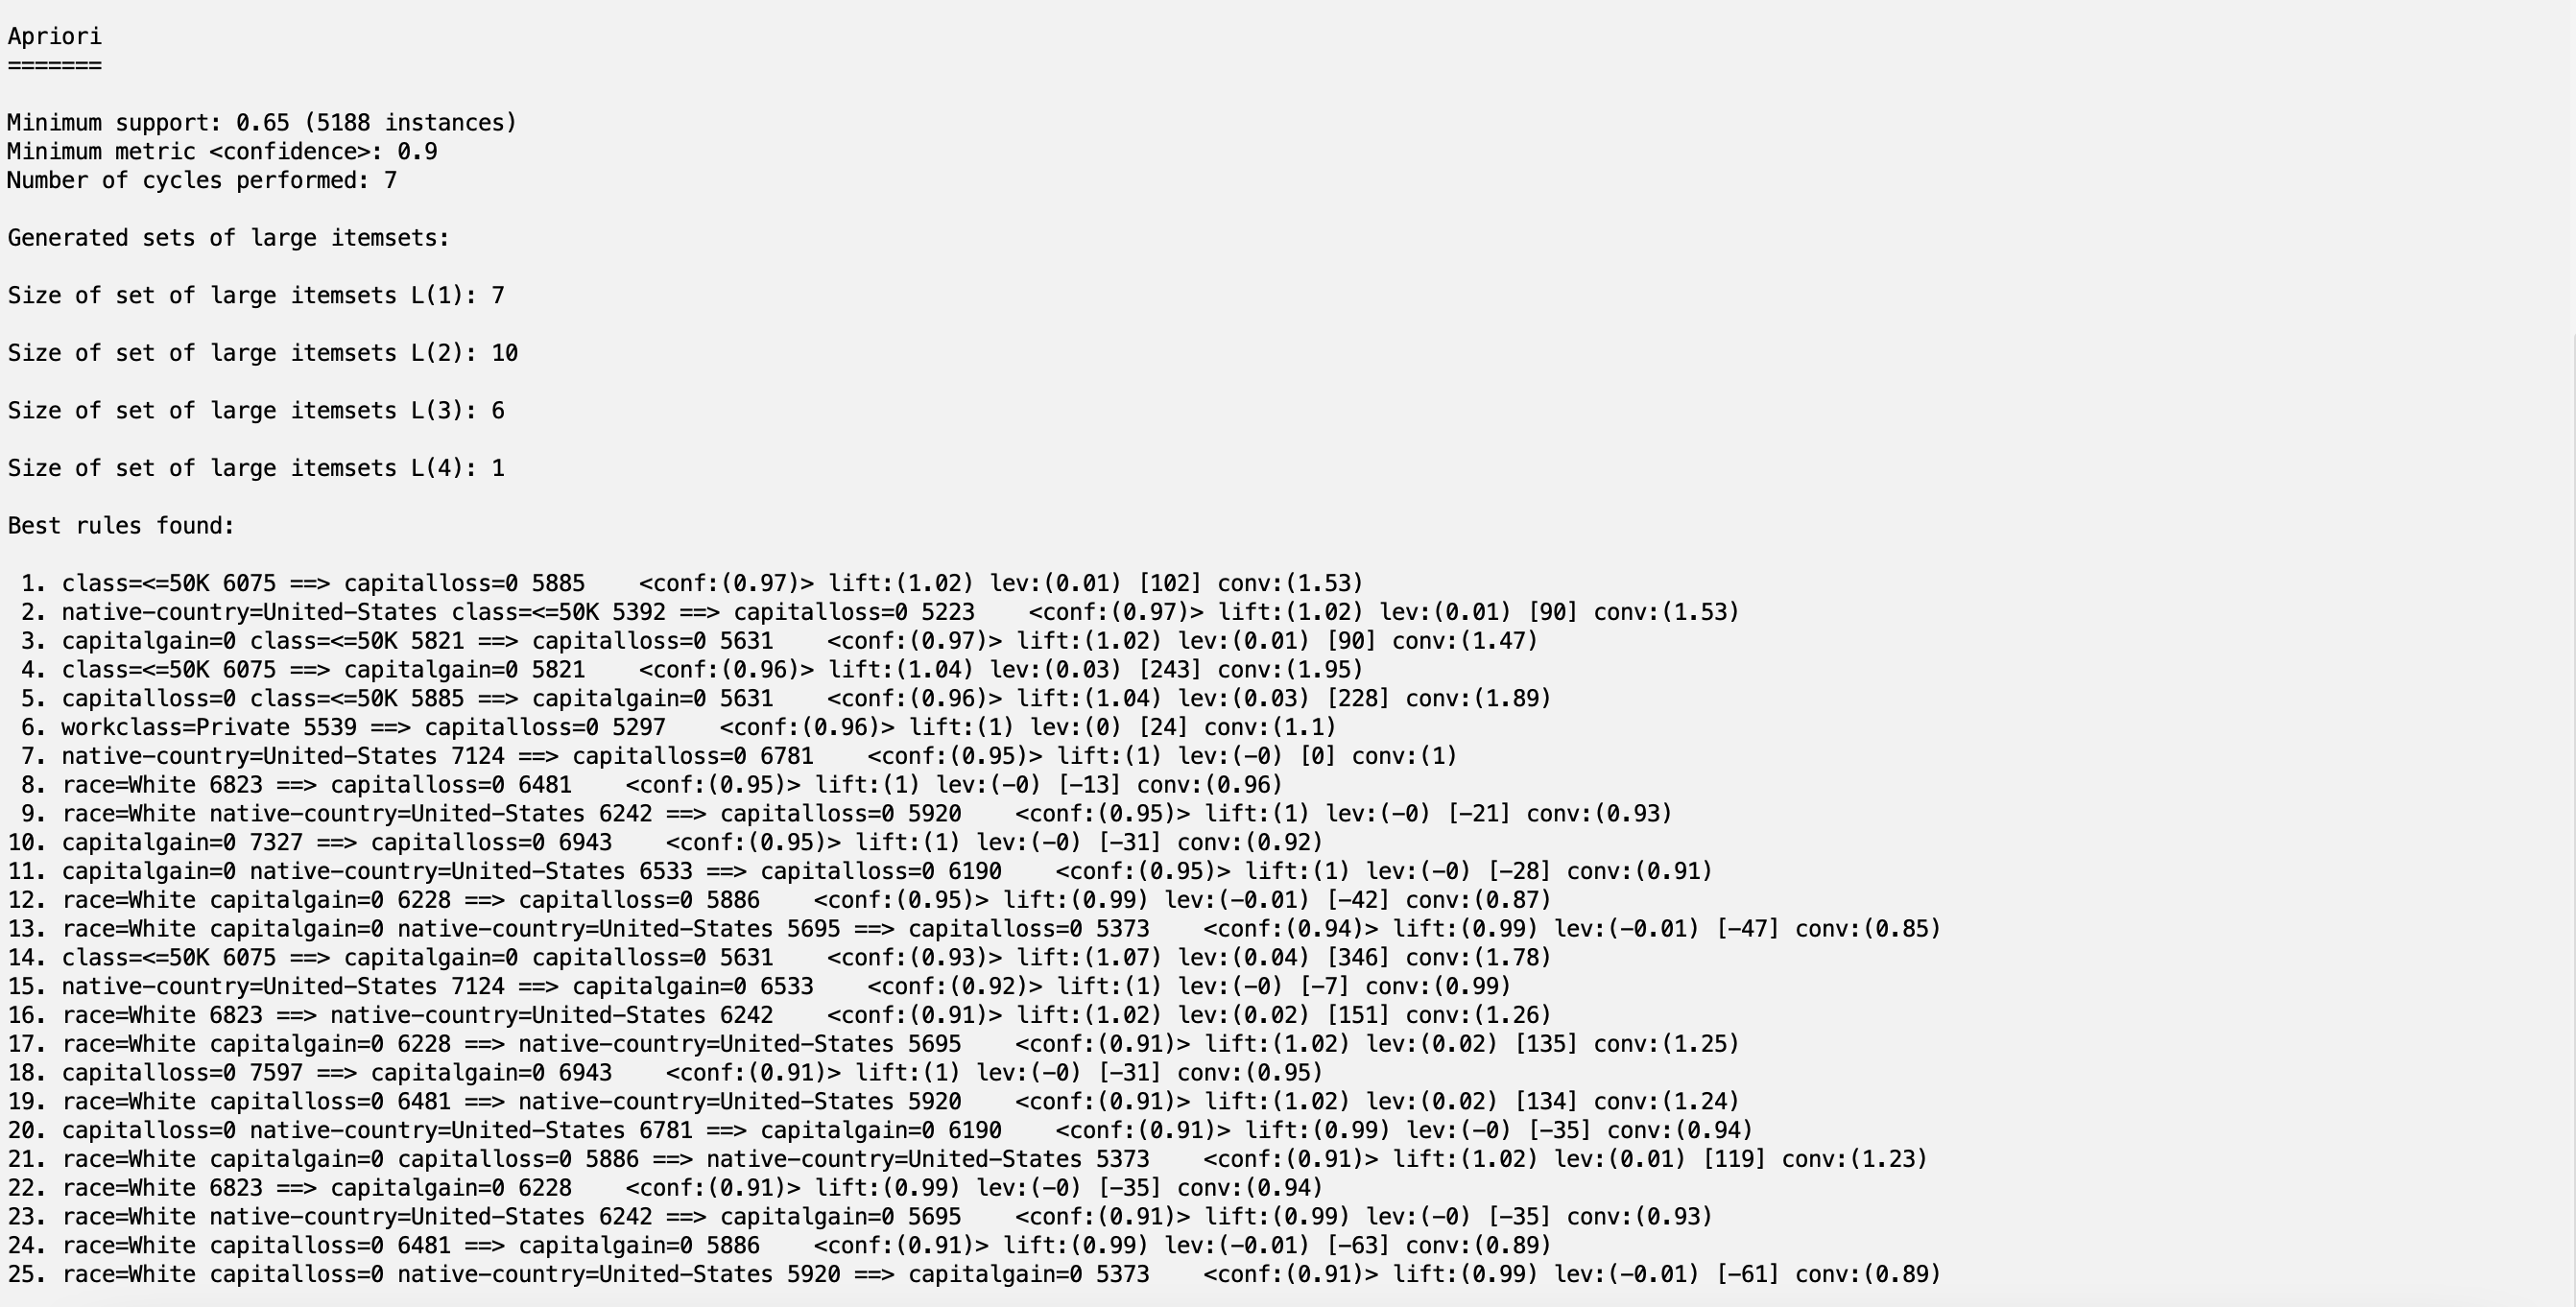 Apriori
=======
Minimum support: 0.65 (5188 instances)
Minimum metric <confidence>: 0.9
Number of cycles performed: 7
Generated sets of large itemsets:
Size of set of large itemsets L(1): 7
Size of set of large itemsets L(2): 10
Size of set of large itemsets L(3): 6
Size of set of large itemsets L(4): 1
Best rules found:
1. class=<=50K 6075 ==> capitalloss=0 5885    <conf:(0.97)> lift:(1.02) lev:(0.01) [102] conv:(1.53)
2. native-country=United-States class=<=50K 5392 ==> capitalloss=0 5223    <conf:(0.97)> lift:(1.02) lev:(0.01) [90] conv:(1.53)
3. capitalgain=0 class=<=50K 5821 ==> capitalloss=0 5631    <conf:(0.97)> lift:(1.02) lev:(0.01) [90] conv:(1.47)
4. class=<=50K 6075 ==> capitalgain=0 5821    <conf:(0.96)> lift:(1.04) lev:(0.03) [243] conv:(1.95)
5. capitalloss=0 class=<=50K 5885 ==> capitalgain=0 5631    <conf:(0.96)> lift:(1.04) lev:(0.03) [228] conv:(1.89)
6. workclass=Private 5539 ==> capitalloss=0 5297    <conf:(0.96)> lift:(1) lev:(0) [24] conv:(1.1)
7. native-country=United-States 7124 ==> capitalloss=0 6781    <conf:(0.95)> lift:(1) lev:(-0) [0] conv:(1)
8. race=White 6823 ==> capitalloss=0 6481    <conf:(0.95)> lift:(1) lev:(-0) [-13] conv:(0.96)
9. race=White native-country=United-States 6242 ==> capitalloss=0 5920    <conf:(0.95)> lift:(1) lev:(-0) [-21] conv:(0.93)
10. capitalgain=0 7327 ==> capitalloss=0 6943    <conf:(0.95)> lift:(1) lev:(-0) [-31] conv:(0.92)
11. capitalgain=0 native-country=United-States 6533 ==> capitalloss=0 6190    <conf:(0.95)> lift:(1) lev:(-0) [-28] conv:(0.91)
12. race=White capitalgain=0 6228 ==> capitalloss=0 5886    <conf:(0.95)> lift:(0.99) lev:(-0.01) [-42] conv:(0.87)
13. race=White capitalgain=0 native-country=United-States 5695 ==> capitalloss=0 5373    <conf:(0.94)> lift:(0.99) lev:(-0.01) [-47] conv:(0.85)
14. class=<=50K 6075 ==> capitalgain=0 capitalloss=0 5631    <conf:(0.93)> lift:(1.07) lev:(0.04) [346] conv:(1.78)
15. native-country=United-States 7124 ==> capitalgain=0 6533    <conf:(0.92)> lift:(1) lev:(-0) [-7] conv:(0.99)
16. race=White 6823 ==> native-country=United-States 6242    <conf:(0.91)> lift:(1.02) lev:(0.02) [151] conv:(1.26)
17. race=White capitalgain=0 6228 ==> native-country=United-States 5695    <conf:(0.91)> lift:(1.02) lev:(0.02) [135] conv:(1.25)
18. capitalloss=0 7597 ==> capitalgain=0 6943    <conf:(0.91)> lift:(1) lev:(-0) [-31] conv:(0.95)
19. race=White capitalloss=0 6481 ==> native-country=United-States 5920    <conf:(0.91)> lift:(1.02) lev:(0.02) [134] conv:(1.24)
20. capitalloss=0 native-country=United-States 6781 ==> capitalgain=0 6190    <conf:(0.91)> lift:(0.99) lev:(-0) [-35] conv:(0.94)
21. race=White capitalgain=0 capitalloss=0 5886 ==> native-country=United-States 5373    <conf:(0.91)> lift:(1.02) lev:(0.01) [119] conv:(1.23)
22. race=White 6823 ==> capitalgain=0 6228    <conf:(0.91)> lift:(0.99) lev:(-0) [-35] conv:(0.94)
23. race=White native-country=United-States 6242 ==> capitalgain=0 5695    <conf:(0.91)> lift:(0.99) lev:(-0) [-35] conv:(0.93)
24. race=White capitalloss=0 6481 ==> capitalgain=0 5886    <conf:(0.91)> lift:(0.99) lev:(-0.01) [-63] conv:(0.89)
25. race=White capitalloss=0 native-country=United-States 5920 ==> capitalgain=0 5373    <conf:(0.91)> lift:(0.99) lev:(-0.01) [-61] conv:(0.89)